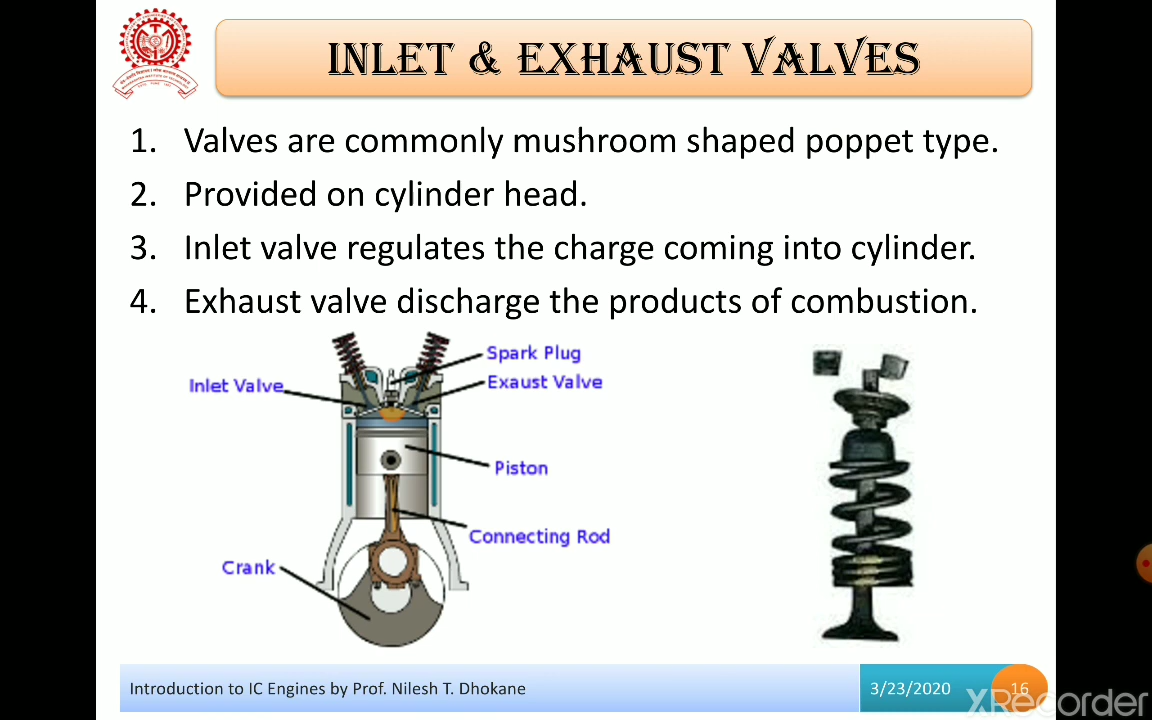 INLET & EXHAUST VALVES
1. Valves are commonly mushroom shaped poppet type.
2. Provided on cylinder head.
3. Inlet valve regulates the charge coming into cylinder.
4. Exhaust valve discharge the products of combustion.
Spark Plug
Inlet Valve
Exaust Valve
Piston
Connecting Rod
Crank
Introduction to IC Engines by Prof. Nilesh T. Dhokane
3/23/2020
16
XRecorder